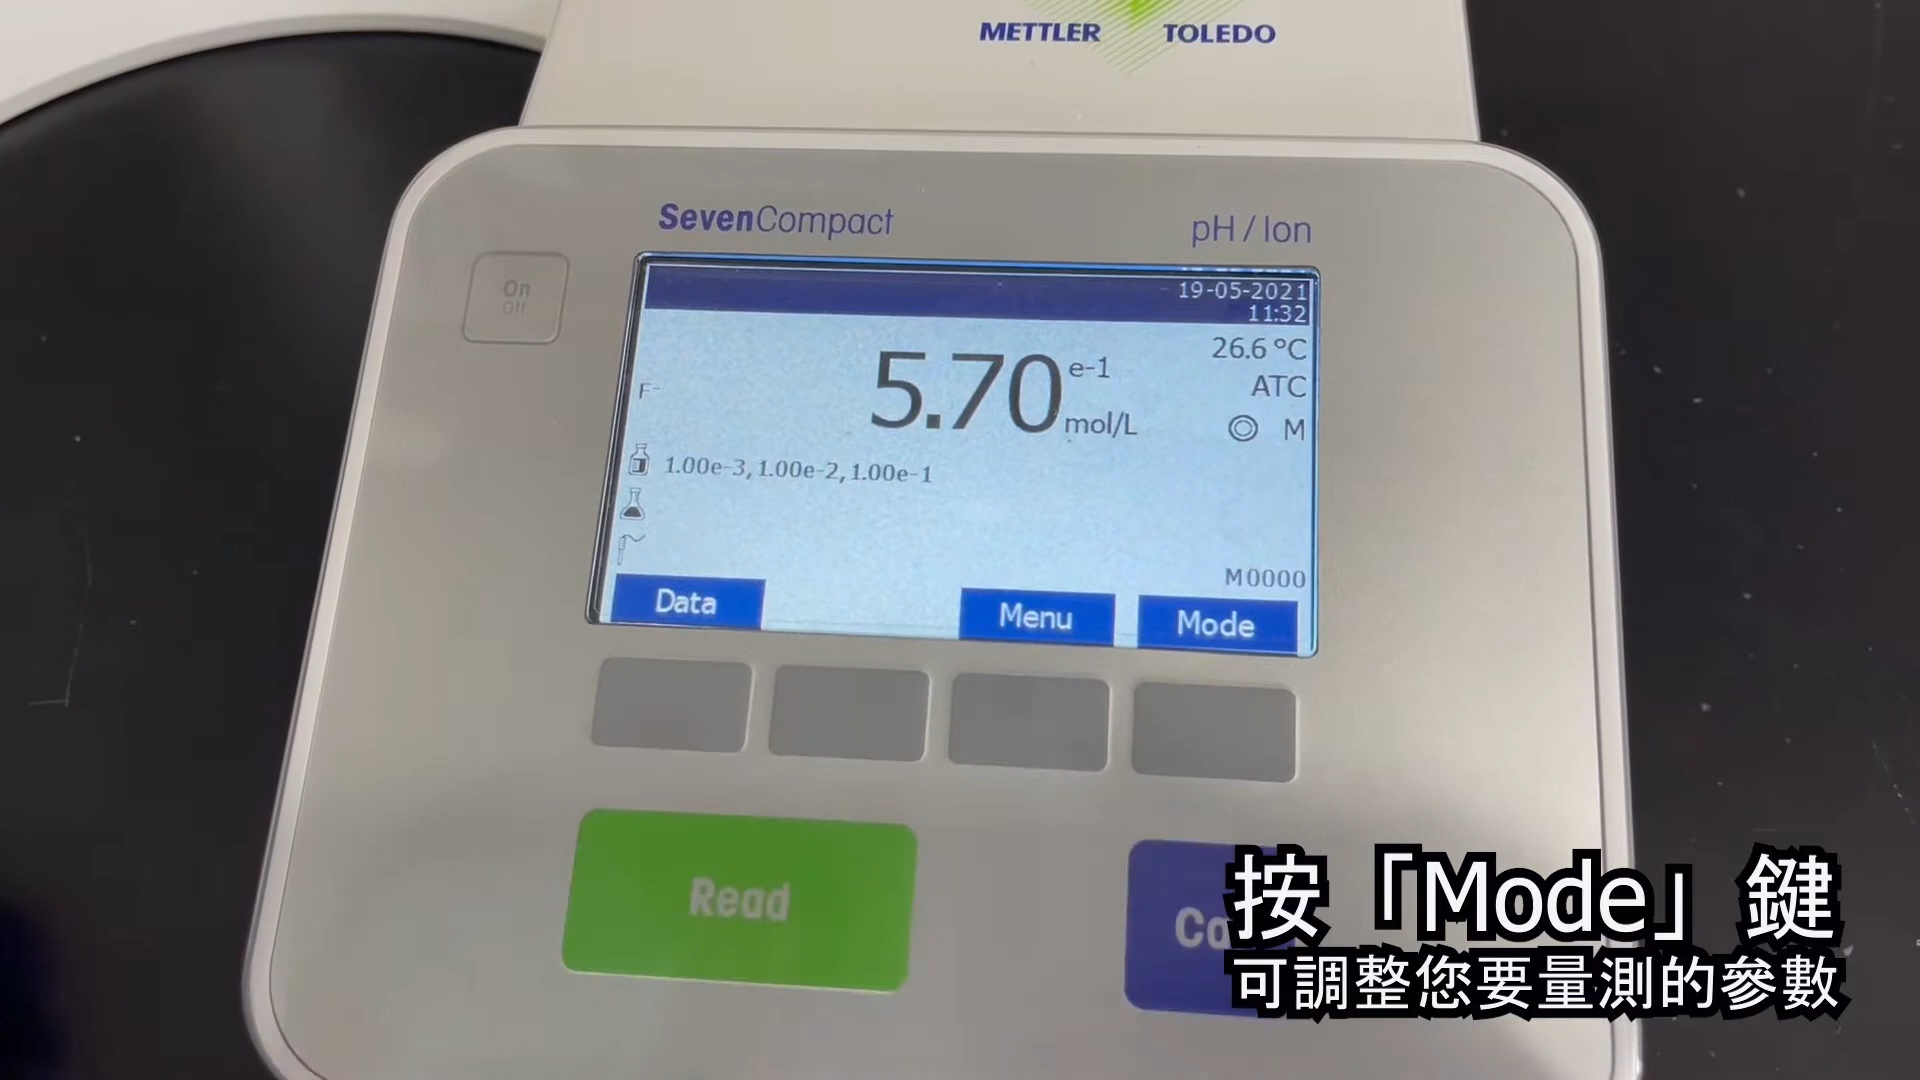 METTLER TOLEDO
SevenCompact
pH / Ion
On
Off
19-05-2021
11:32
26.6 °C
5.70 e-1 mol/L
ATC
F-
M
1.00e-3, 1.00e-2, 1.00e-1
M0000
Data
Menu
Mode
Read
按「Mode」鍵
可調整您要量測的參數